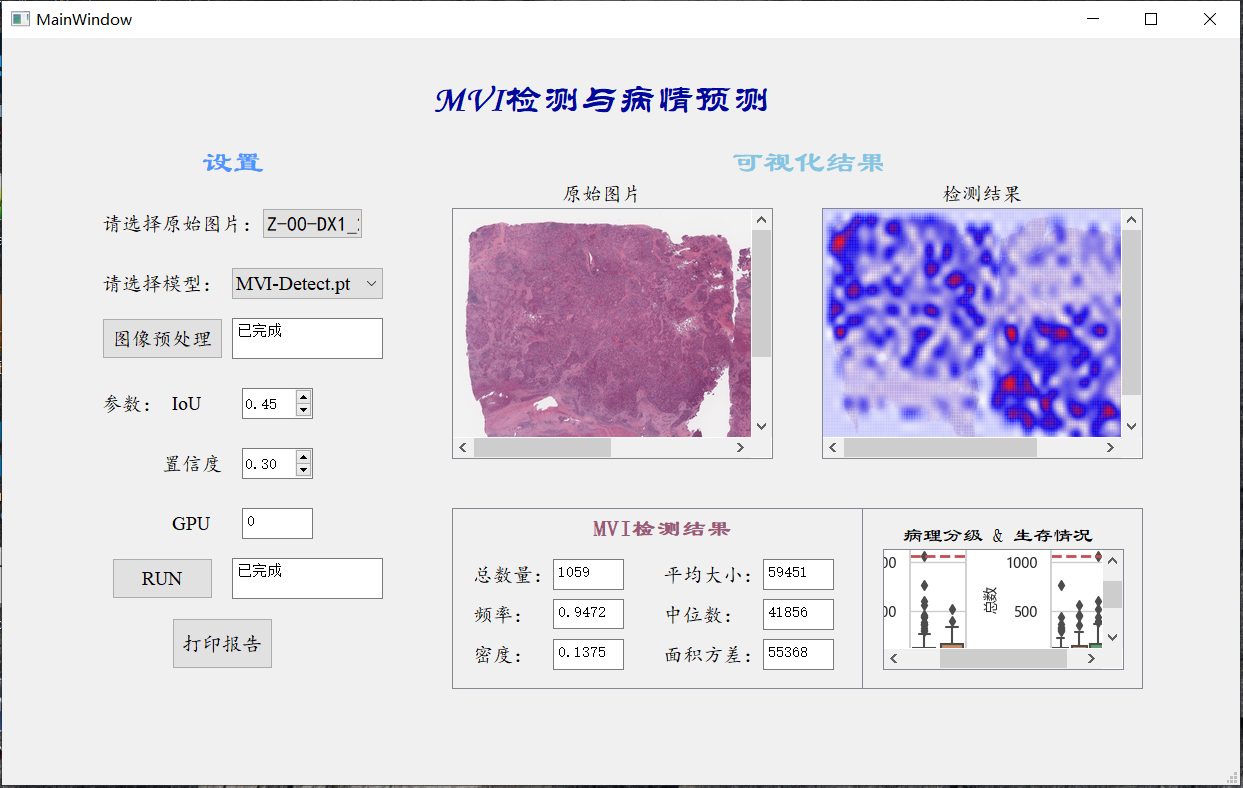 MainWindow
MVI检测与病情预测
设置
请选择原始图片： Z-00-DX1_
请选择模型： MVI-Detect.pt
图像预处理 已完成
参数： IoU 0.45
置信度 0.30
GPU 0
RUN 已完成
打印报告
可视化结果
原始图片 检测结果
MVI检测结果
总数量： 1059 平均大小： 59451
频率： 0.9472 中位数： 41856
密度： 0.1375 面积方差： 55368
病理分级 & 生存情况
00 1000
总数
00 500